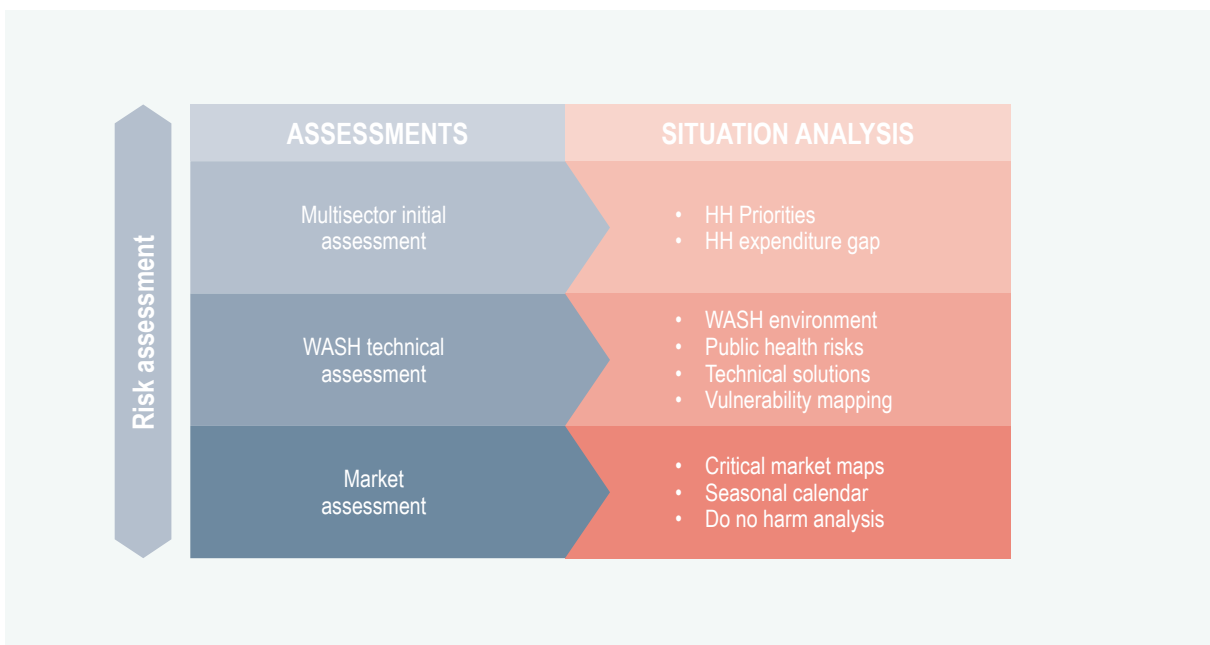 Risk assessment
ASSESSMENTS
SITUATION ANALYSIS
Multisector initial
assessment
• HH Priorities
• HH expenditure gap
WASH technical
assessment
• WASH environment
• Public health risks
• Technical solutions
• Vulnerability mapping
Market
assessment
• Critical market maps
• Seasonal calendar
• Do no harm analysis